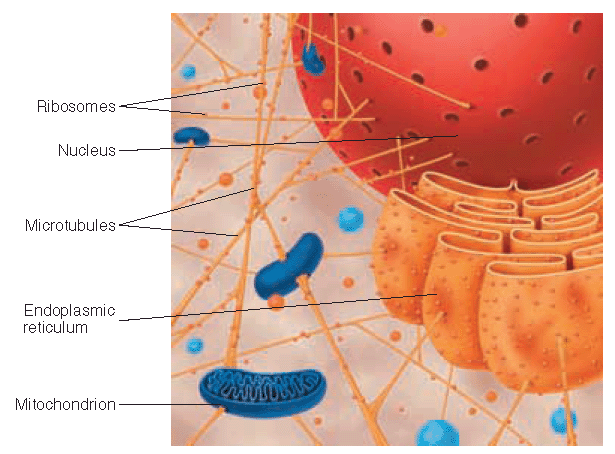 Ribosomes
Nucleus
Microtubules
Endoplasmic
reticulum
Mitochondrion